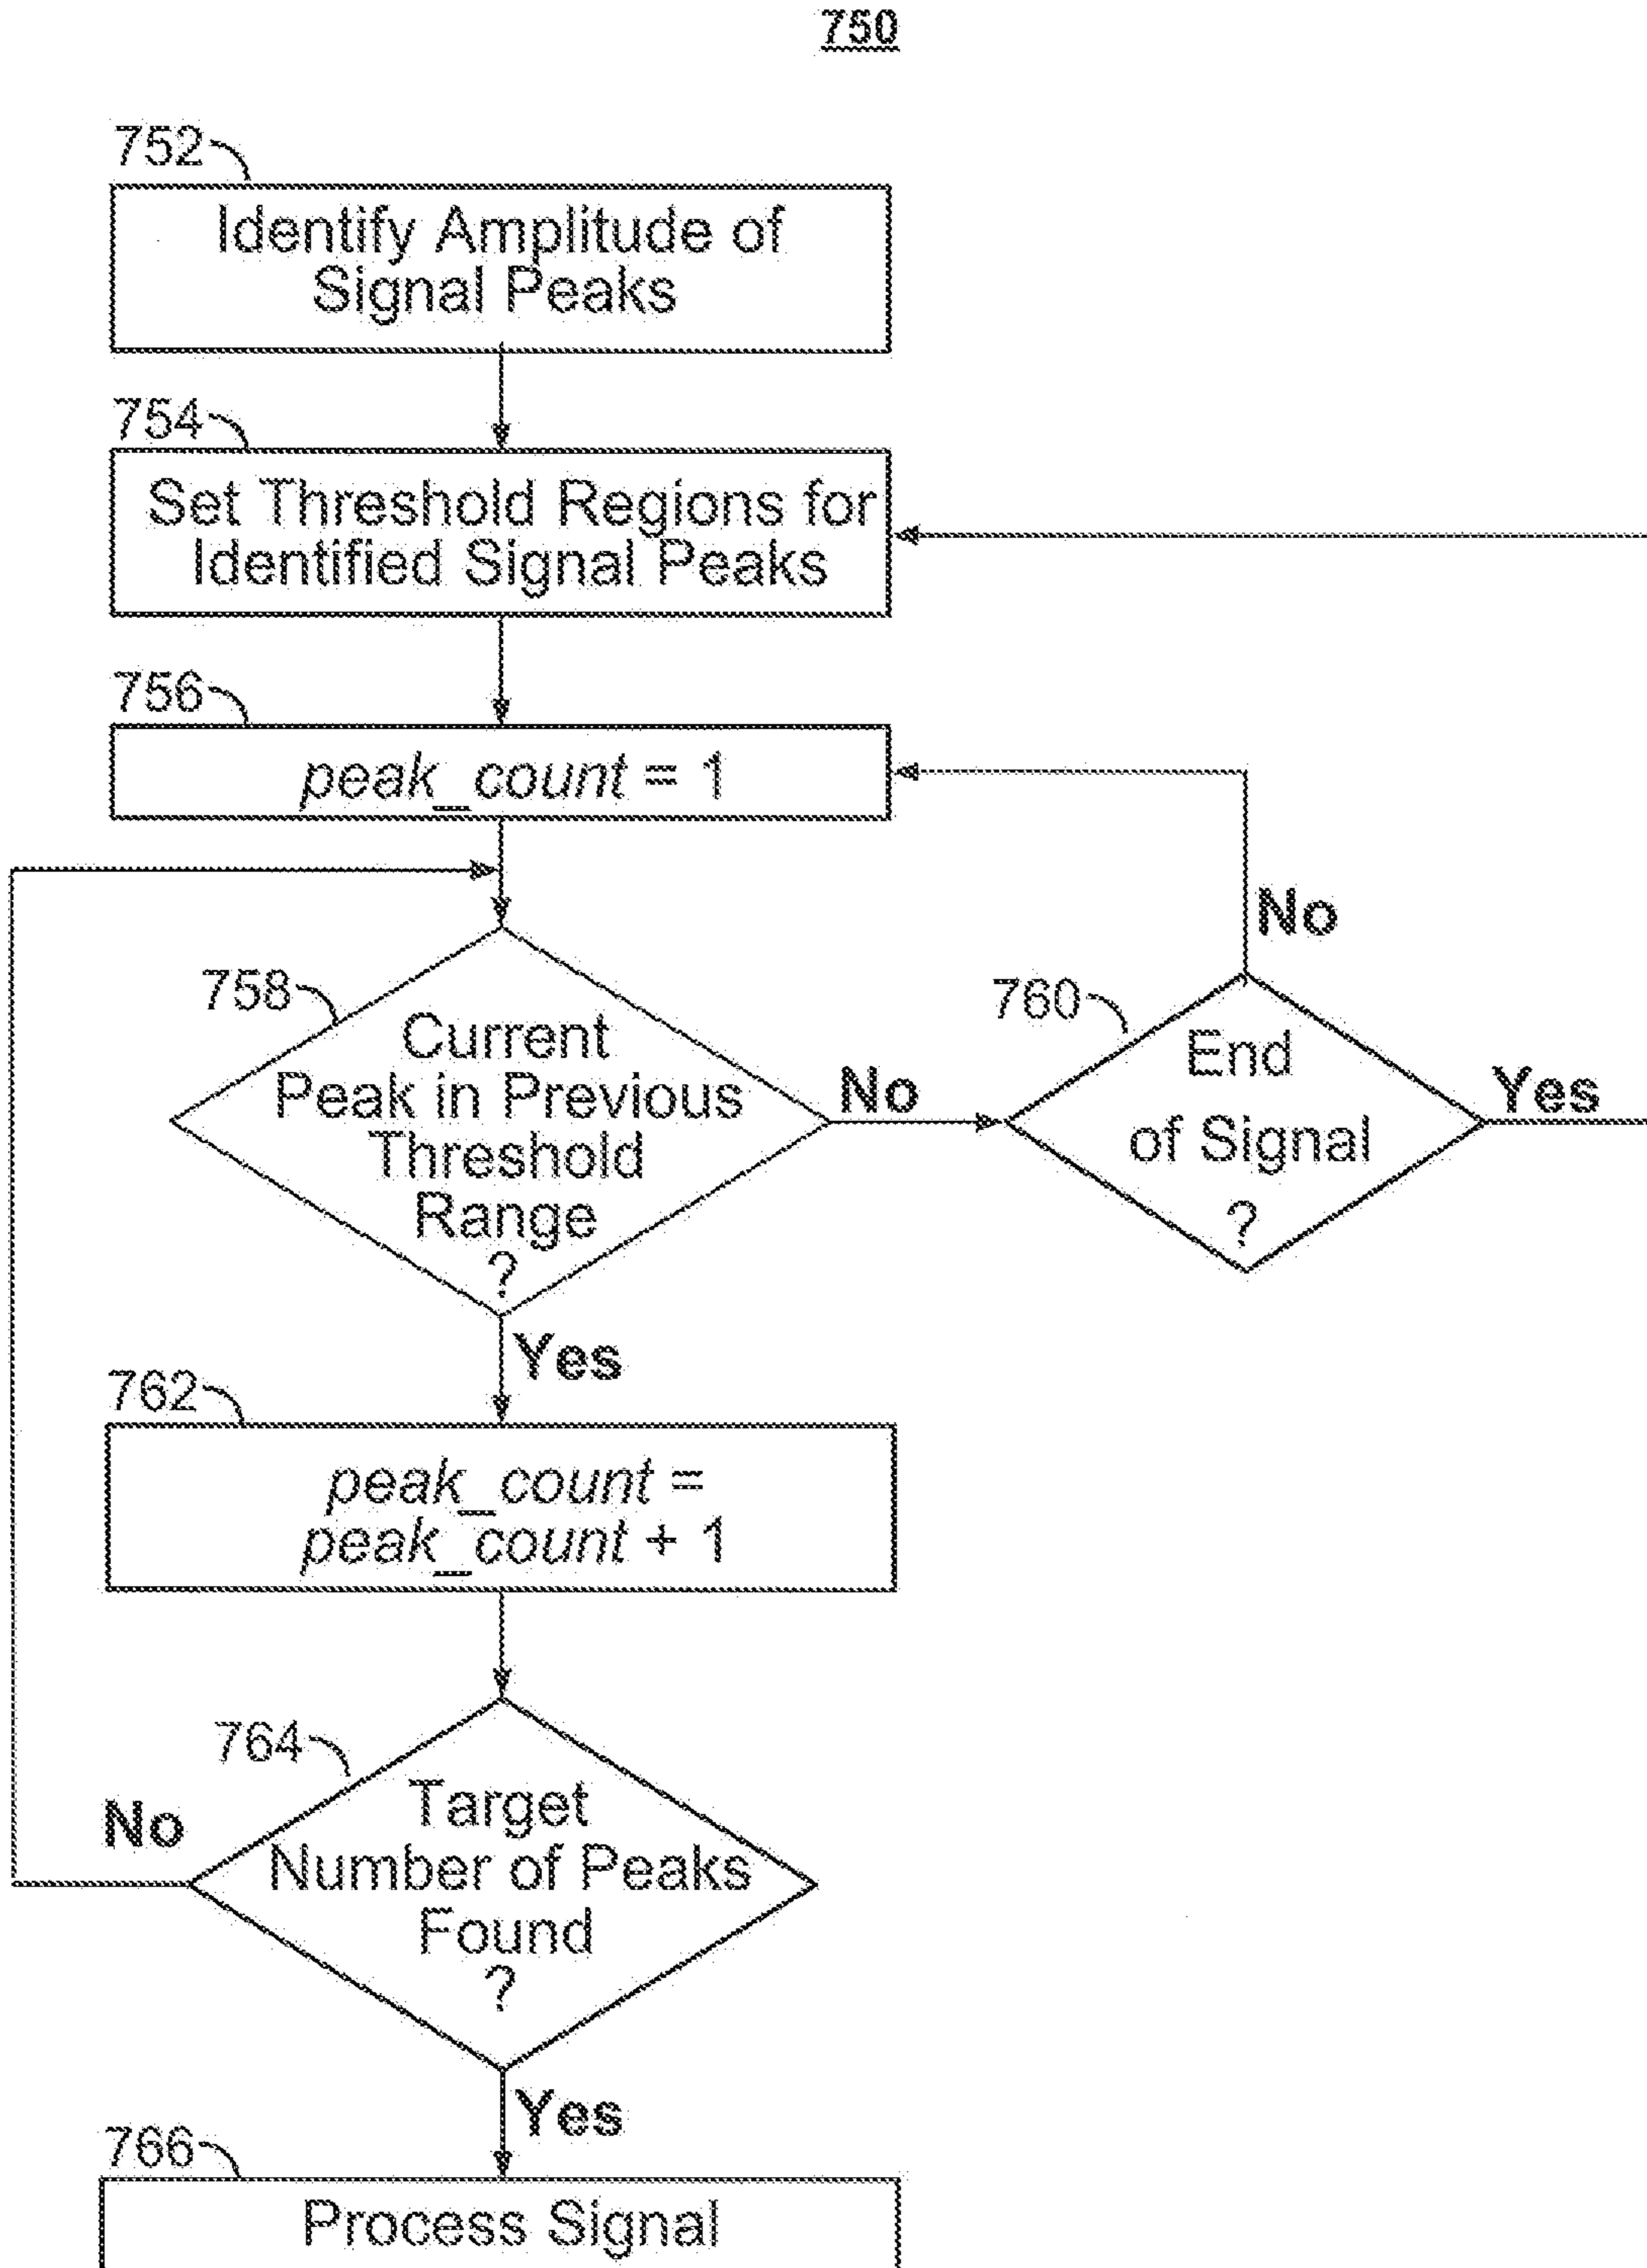 750
752
Identify Amplitude of
Signal Peaks
754
Set Threshold Regions for
Identified Signal Peaks
756
peak_count = 1
758
Current
Peak in Previous
Threshold
Range
?
No
760
End
of Signal
?
No
Yes
Yes
762
peak_count =
peak_count + 1
764
Target
Number of Peaks
Found
?
No
Yes
766
Process Signal